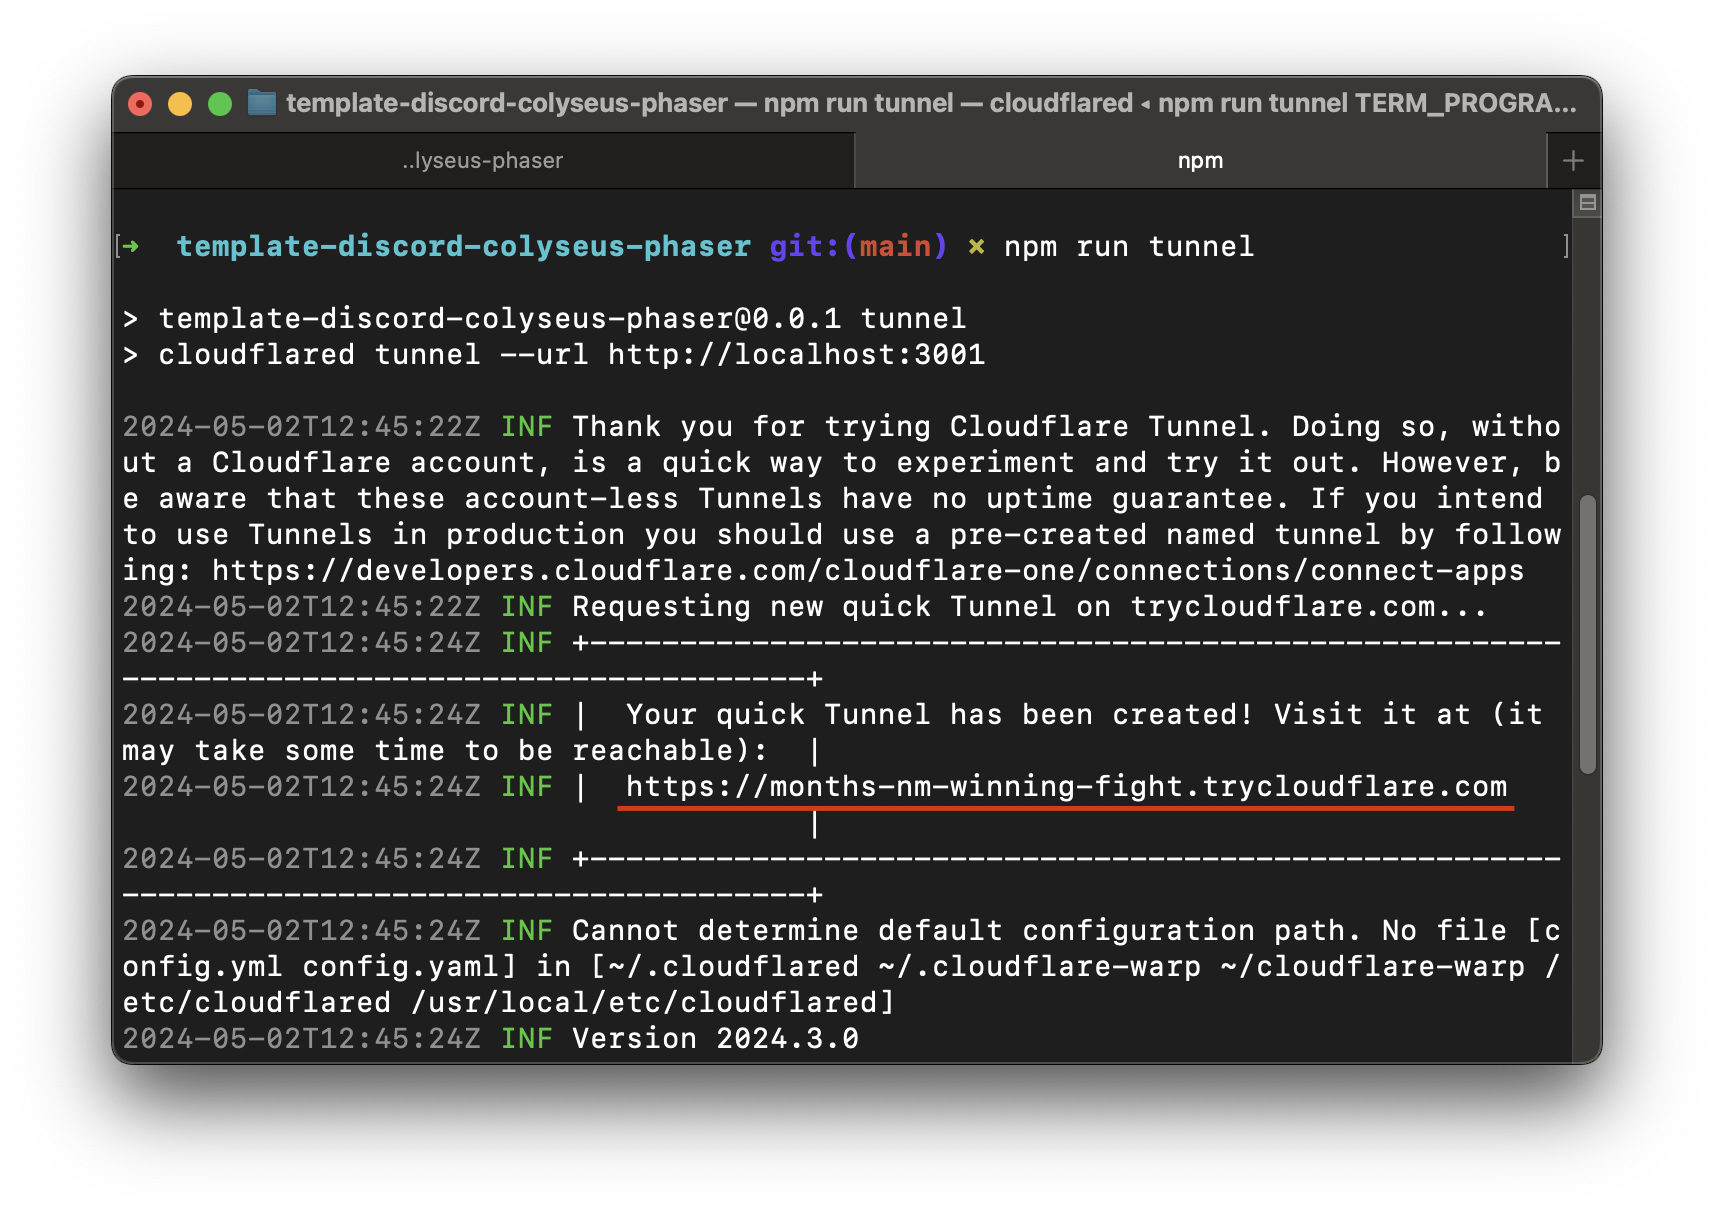 template-discord-colyseus-phaser — npm run tunnel — cloudflared ◂ npm run tunnel TERM_PROGRA...
..lyseus-phaser
npm
+
[➜  template-discord-colyseus-phaser git:(main) ✗ npm run tunnel ]
> template-discord-colyseus-phaser@0.0.1 tunnel
> cloudflared tunnel --url http://localhost:3001
2024-05-02T12:45:22Z INF Thank you for trying Cloudflare Tunnel. Doing so, witho
ut a Cloudflare account, is a quick way to experiment and try it out. However, b
e aware that these account-less Tunnels have no uptime guarantee. If you intend
to use Tunnels in production you should use a pre-created named tunnel by follow
ing: https://developers.cloudflare.com/cloudflare-one/connections/connect-apps
2024-05-02T12:45:22Z INF Requesting new quick Tunnel on trycloudflare.com...
2024-05-02T12:45:24Z INF +------------------------------------------------------
--------------------------------------+
2024-05-02T12:45:24Z INF |  Your quick Tunnel has been created! Visit it at (it
may take some time to be reachable):  |
2024-05-02T12:45:24Z INF |  https://months-nm-winning-fight.trycloudflare.com
|
2024-05-02T12:45:24Z INF +------------------------------------------------------
--------------------------------------+
2024-05-02T12:45:24Z INF Cannot determine default configuration path. No file [c
onfig.yml config.yaml] in [~/.cloudflared ~/.cloudflare-warp ~/cloudflare-warp /
etc/cloudflared /usr/local/etc/cloudflared]
2024-05-02T12:45:24Z INF Version 2024.3.0